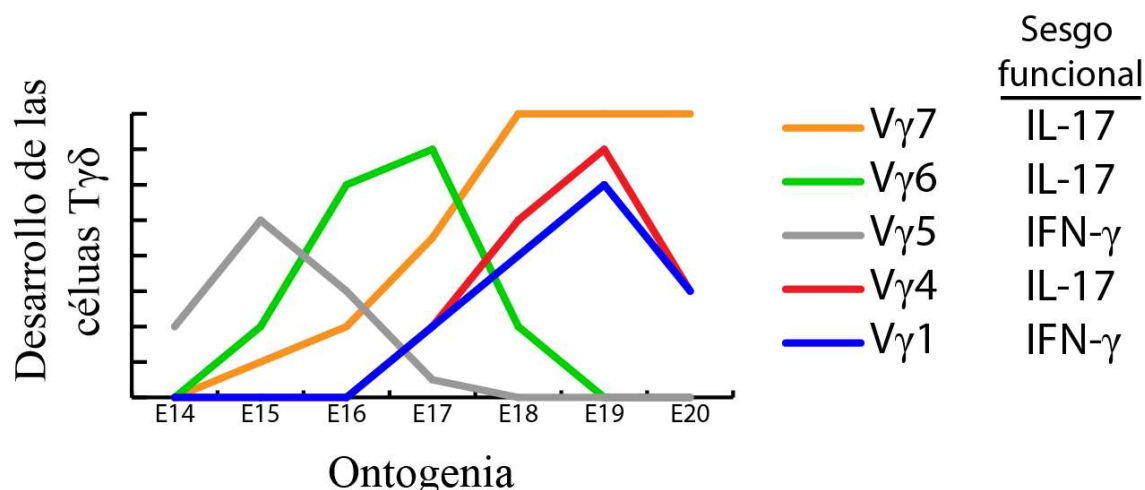 Sesgo
funcional
Desarrollo de las
céluas Tγδ
Vγ7 IL-17
Vγ6 IL-17
Vγ5 IFN-γ
Vγ4 IL-17
Vγ1 IFN-γ
E14 E15 E16 E17 E18 E19 E20
Ontogenia